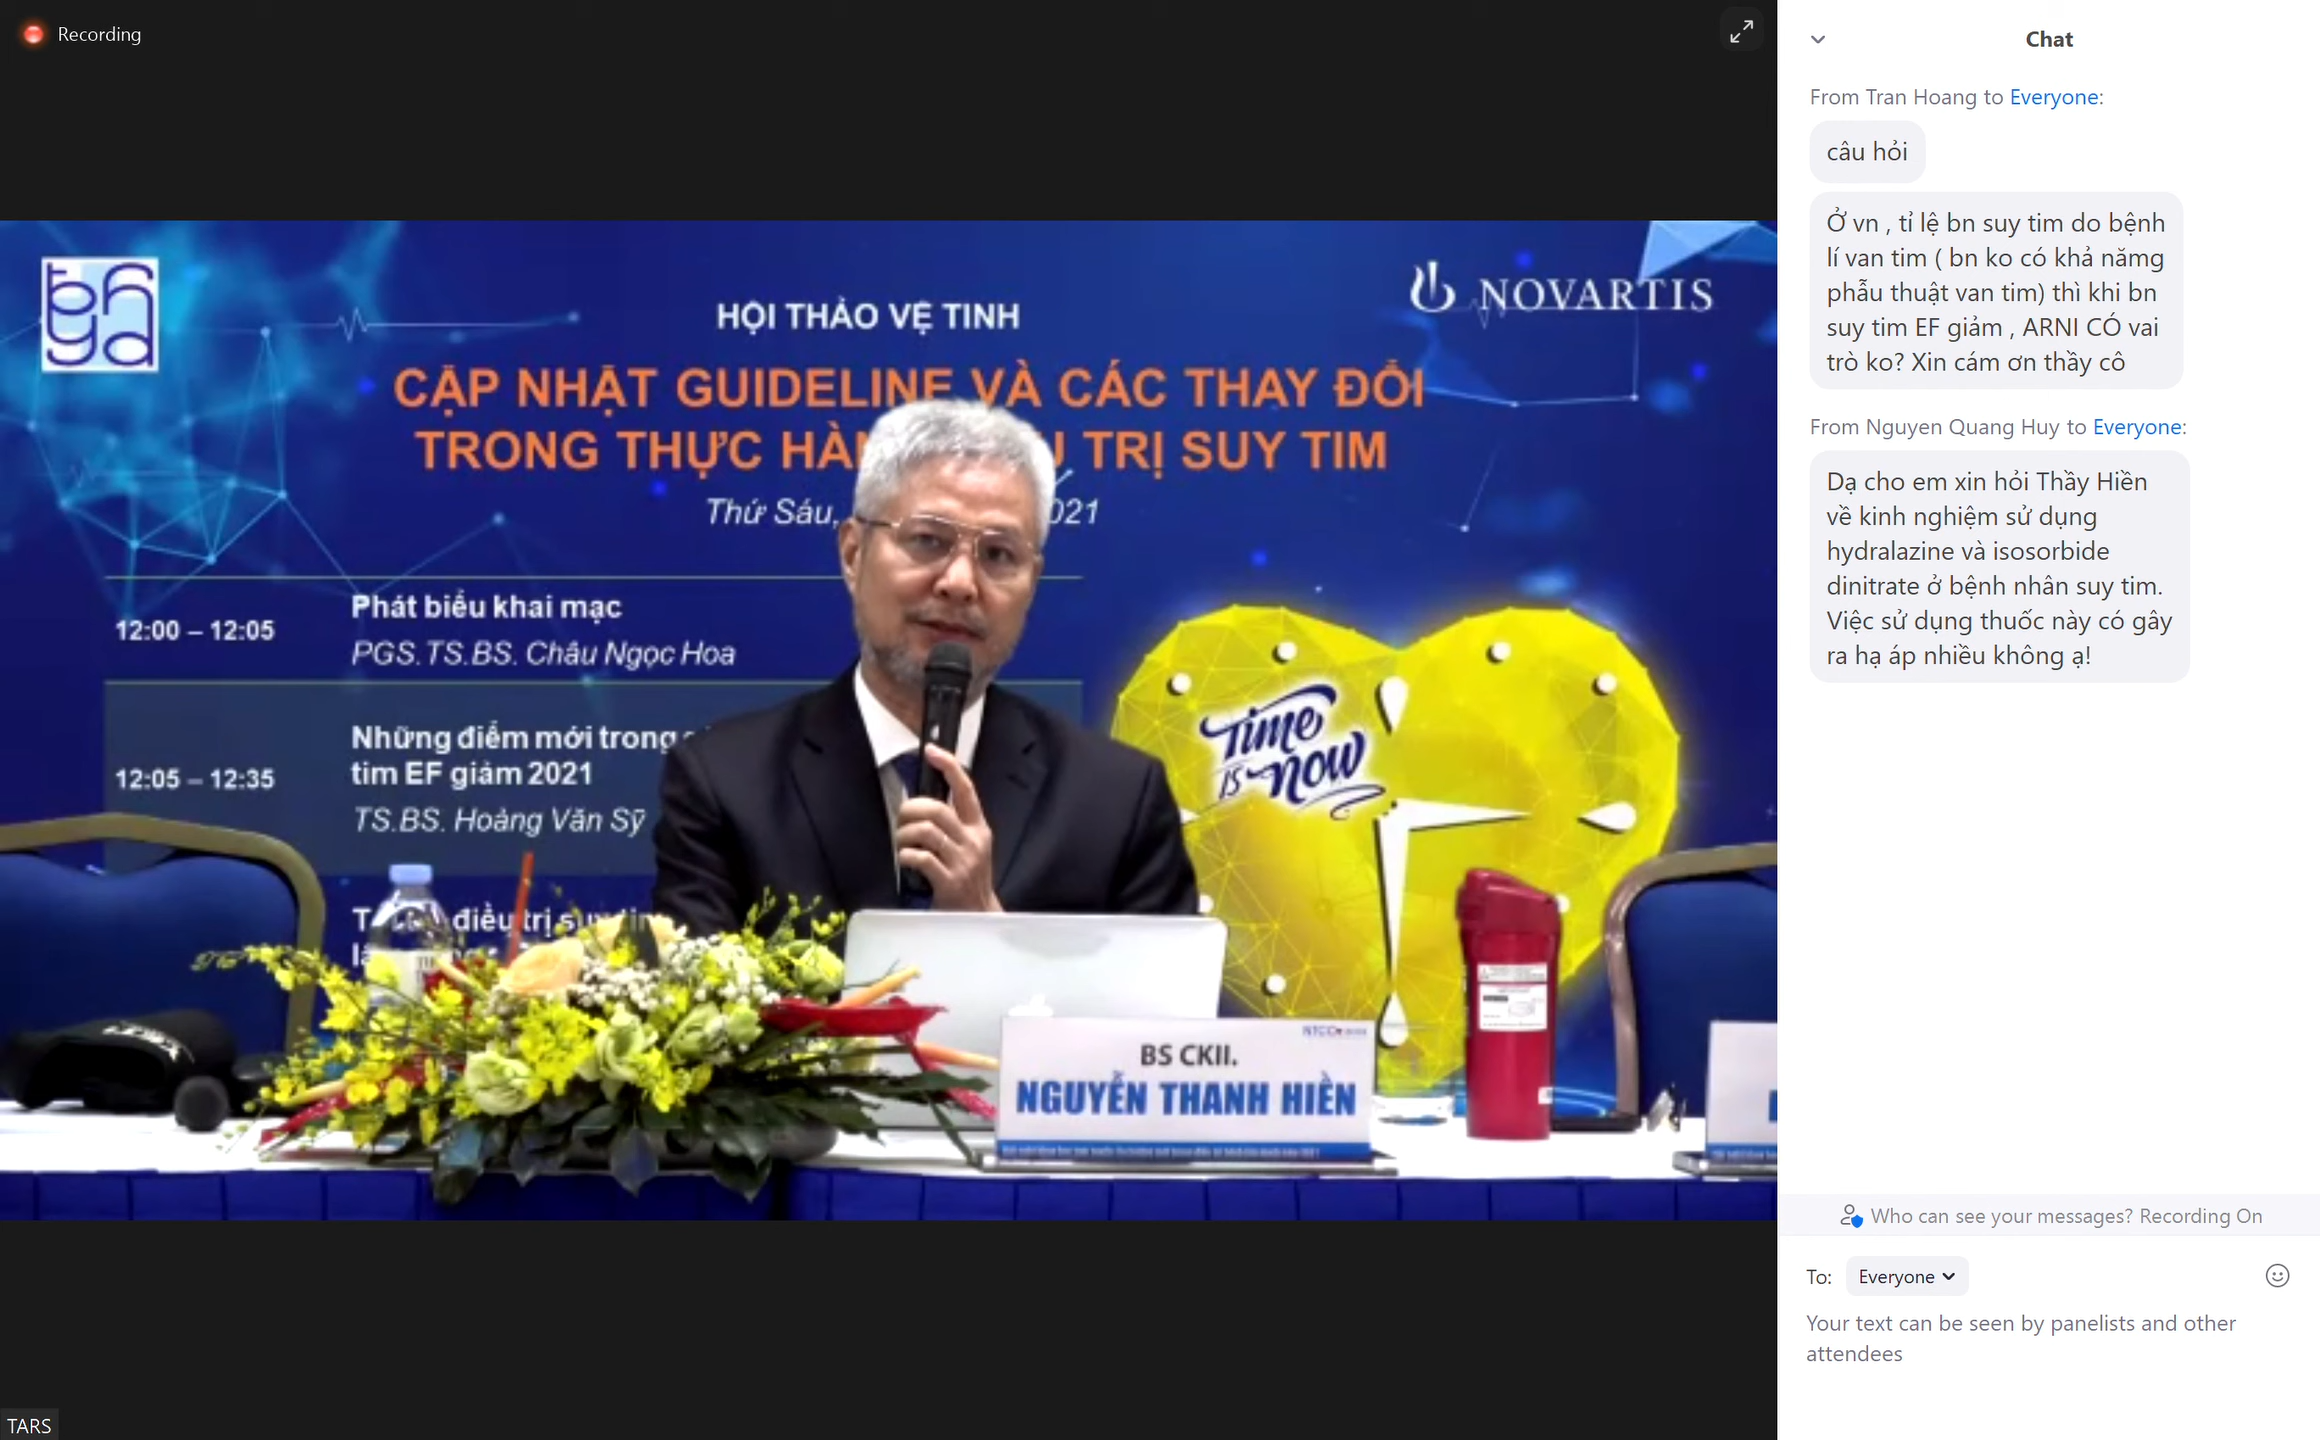 Recording
NOVARTIS
HỘI THẢO VỆ TINH
CẬP NHẬT GUIDELINE VÀ CÁC THAY ĐỔI
TRONG THỰC TRỊ SUY TIM
Thứ Sáu, 2021
12:00 – 12:05
Phát biểu khai mạc
PGS.TS.BS. Châu Ngọc Hoa
12:05 – 12:35
Những điểm mới trong
tim EF giảm 2021
TS.BS. Hoàng Văn Sỹ
điều trị suy tim
Time
is now
BS CKII.
NGUYỄN THANH HIỀN
TARS
Chat
From Tran Hoang to Everyone:
câu hỏi
Ở vn , tỉ lệ bn suy tim do bệnh
lí van tim ( bn ko có khả nămg
phẫu thuật van tim) thì khi bn
suy tim EF giảm , ARNI CÓ vai
trò ko? Xin cám ơn thầy cô
From Nguyen Quang Huy to Everyone:
Dạ cho em xin hỏi Thầy Hiền
về kinh nghiệm sử dụng
hydralazine và isosorbide
dinitrate ở bệnh nhân suy tim.
Việc sử dụng thuốc này có gây
ra hạ áp nhiều không ạ!
Who can see your messages? Recording On
To: Everyone
Your text can be seen by panelists and other
attendees